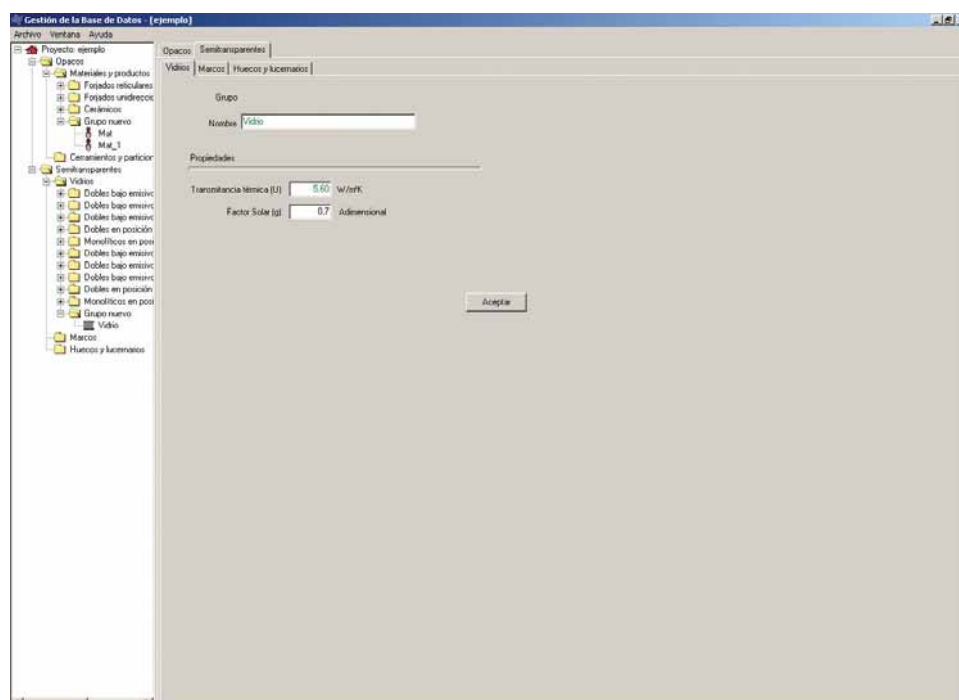 Gestión de la Base de Datos - [ejemplo]
Archivo Ventana Ayuda
Proyecto: ejemplo
Opacos
Materiales y productos
Forjados reticulares
Forjados unidireccic
Cerámicos
Grupo nuevo
Mat
Mat_1
Cerramientos y particior
Semitransparentes
Vidrios
Dobles bajo emisivo
Dobles bajo emisivo
Dobles bajo emisivo
Dobles en posición
Monolíticos en posi
Dobles bajo emisivo
Dobles bajo emisivo
Dobles bajo emisivo
Dobles en posición
Monolíticos en posi
Grupo nuevo
Vidrio
Marcos
Huecos y lucernarios
Opacos Semitransparentes
Vidrios Marcos Huecos y lucernarios
Grupo
Nombre Vidrio
Propiedades
Transmitancia térmica (U) 5.60 W/m²K
Factor Solar (g) 0.7 Adimensional
Aceptar